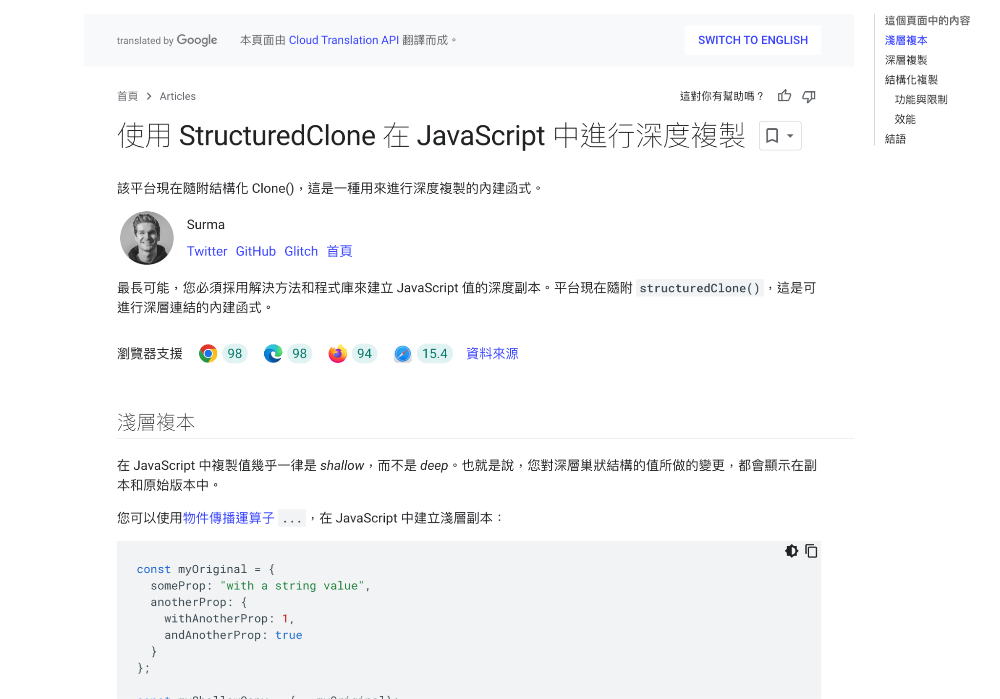 translated by Google 本頁面由 Cloud Translation API 翻譯而成。 SWITCH TO ENGLISH
首頁 > Articles 這對你有幫助嗎？
使用 StructuredClone 在 JavaScript 中進行深度複製
該平台現在隨附結構化 Clone()，這是一種用來進行深度複製的內建函式。
Surma
Twitter GitHub Glitch 首頁
最長可能，您必須採用解決方法和程式庫來建立 JavaScript 值的深度副本。平台現在隨附 structuredClone()，這是可
進行深層連結的內建函式。
瀏覽器支援 98 98 94 15.4 資料來源
淺層複本
在 JavaScript 中複製值幾乎一律是 shallow，而不是 deep。也就是說，您對深層巢狀結構的值所做的變更，都會顯示在副
本和原始版本中。
您可以使用物件傳播運算子 ...，在 JavaScript 中建立淺層副本：
const myOriginal = {
  someProp: "with a string value",
  anotherProp: {
    withAnotherProp: 1,
    andAnotherProp: true
  }
};
這個頁面中的內容
淺層複本
深層複製
結構化複製
功能與限制
效能
結語